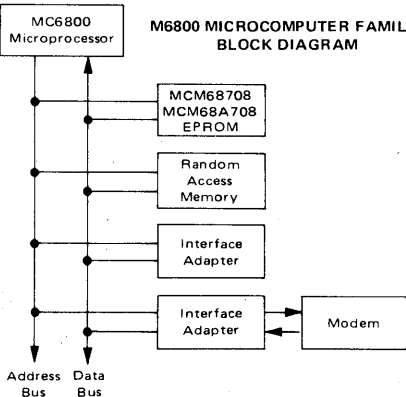 MC6800
Microprocessor
M6800 MICROCOMPUTER FAMIL
BLOCK DIAGRAM
MCM68708
MCM68A708
EPROM
Random
Access
Memory
Interface
Adapter
Interface
Adapter
Modem
Address Data
Bus Bus